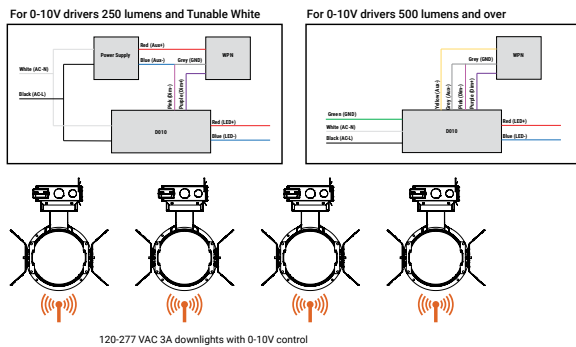 For 0-10V drivers 250 lumens and Tunable White
Power Supply
Red (Aux+)
Blue (Aux-)
Grey (GND)
WPN
White (AC-N)
Black (AC-L)
Pink (Dim-)
Purple (Dim+)
D010
Red (LED+)
Blue (LED-)
For 0-10V drivers 500 lumens and over
WPN
Grey (GND)
Yellow (Aux-)
Grey (Aux-)
Pink (Dim-)
Purple (Dim+)
Green (GND)
White (AC-N)
Black (AC-L)
D010
Red (LED+)
Blue (LED-)
120-277 VAC 3A downlights with 0-10V control